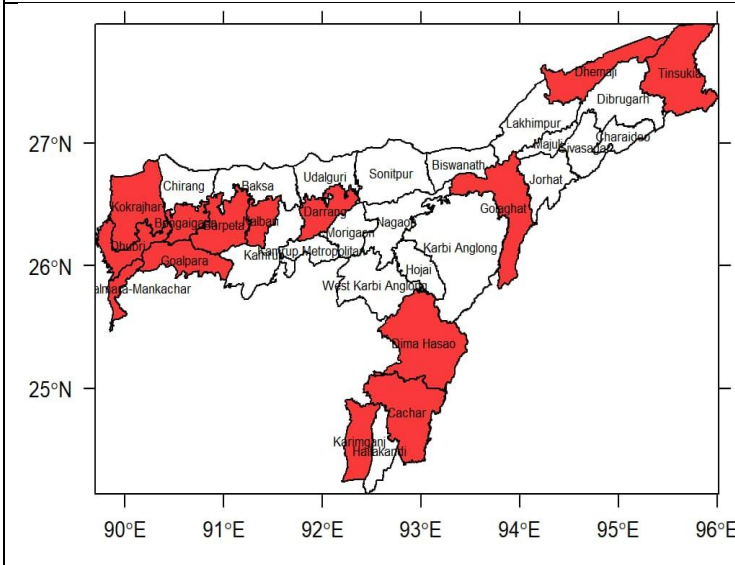 27°N
26°N
25°N
90°E 91°E 92°E 93°E 94°E 95°E 96°E
Tinsukia
Dhemaji
Dibrugarh
Lakhimpur
Majuli
Sivasagar
Charaideo
Jorhat
Biswanath
Sonitpur
Udalguri
Baksa
Chirang
Kokrajhar
Bongaigaon
Barpeta
Nalbari
Darrang
Nagaon
Golaghat
Morigaon
Dhubri
Goalpara
Kamrup
Kamrup Metropolitan
Karbi Anglong
Hojai
West Karbi Anglong
almara-Mankachar
Dima Hasao
Cachar
Karimganj
Hailakandi